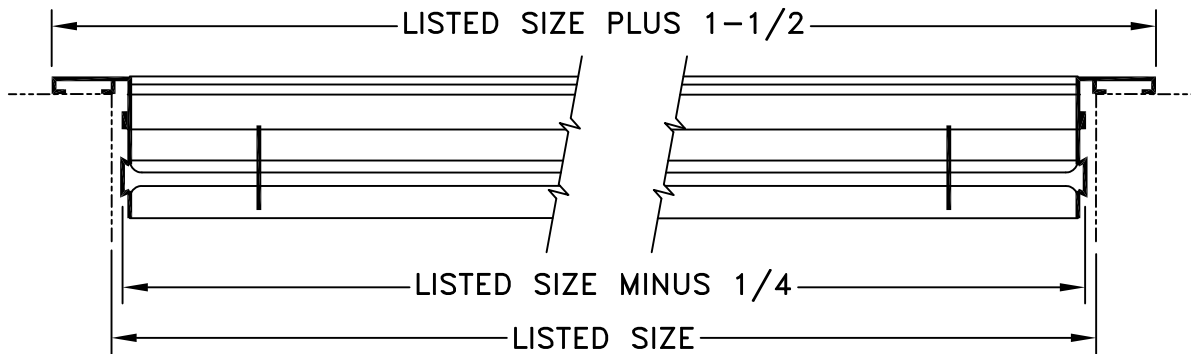 LISTED SIZE PLUS 1-1/2
LISTED SIZE MINUS 1/4
LISTED SIZE